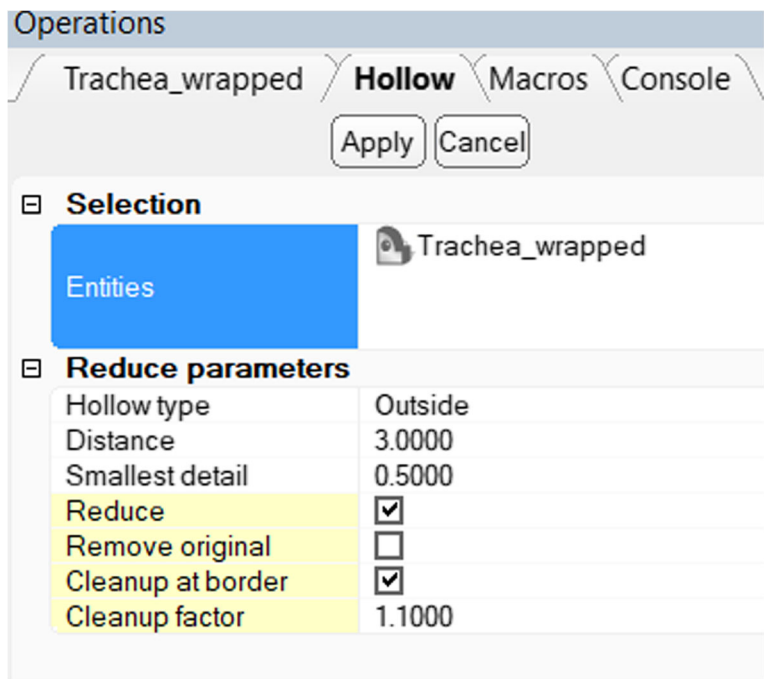 Operations
Trachea_wrapped Hollow Macros Console
Apply Cancel
Selection
Entities Trachea_wrapped
Reduce parameters
Hollow type Outside
Distance 3.0000
Smallest detail 0.5000
Reduce
Remove original
Cleanup at border
Cleanup factor 1.1000